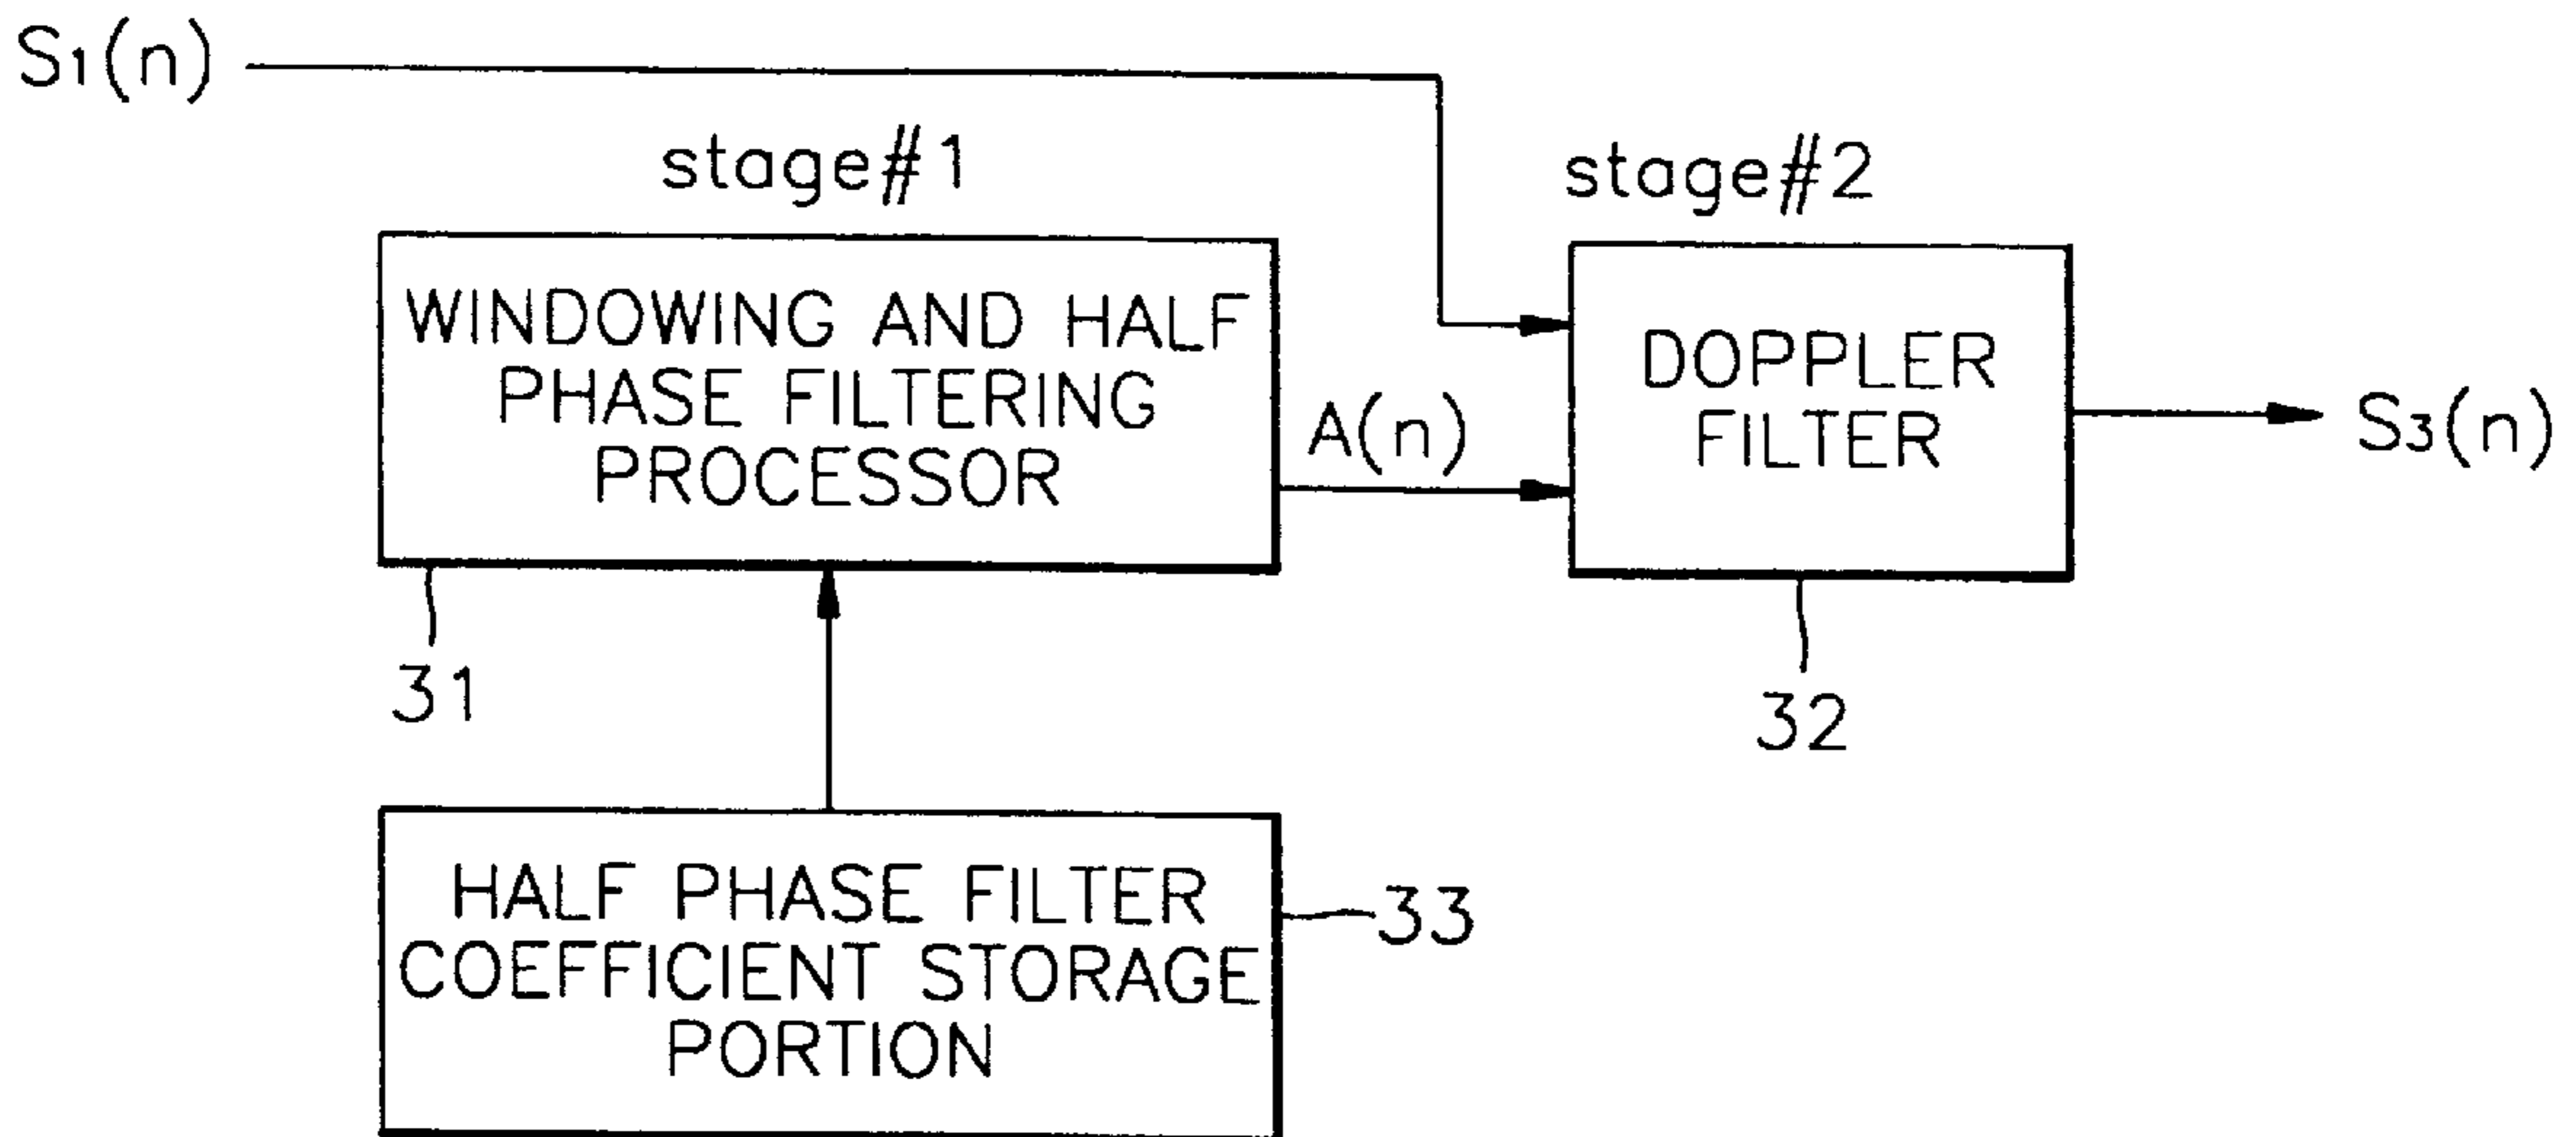 S1(n)
stage#1
stage#2
WINDOWING AND HALF
PHASE FILTERING
PROCESSOR
A(n)
DOPPLER
FILTER
S3(n)
31
32
HALF PHASE FILTER
COEFFICIENT STORAGE
PORTION
33